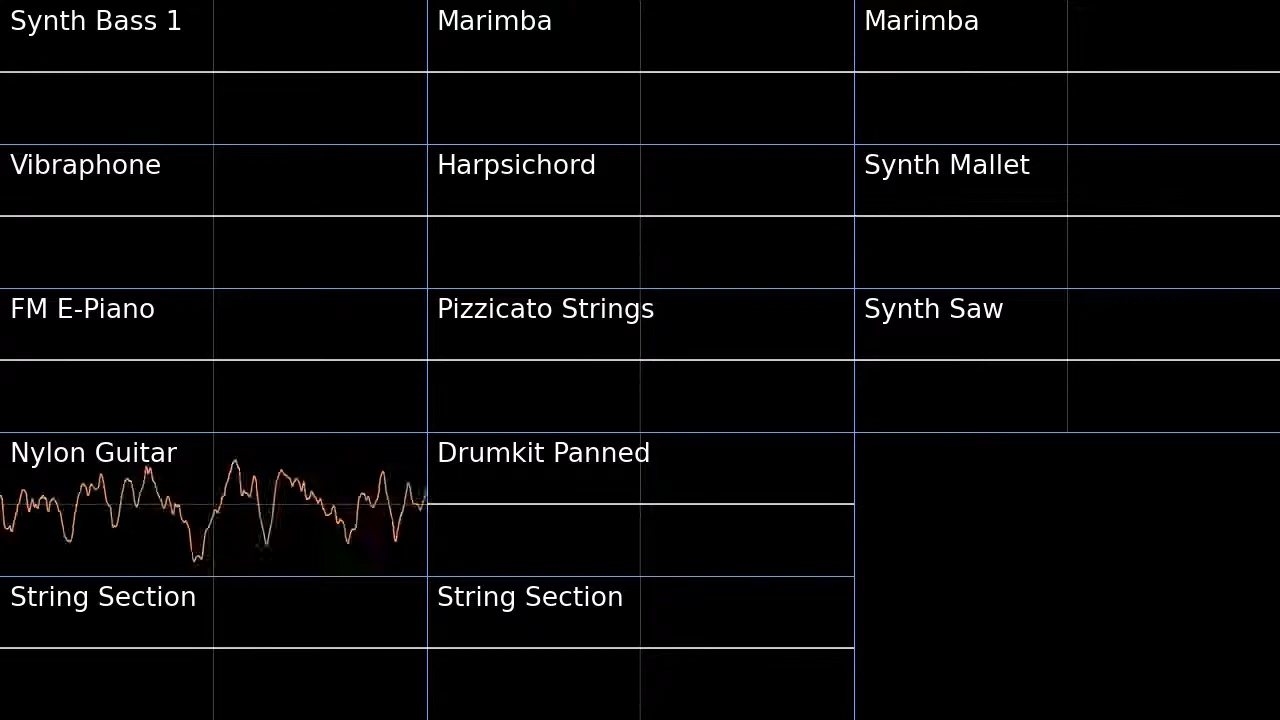 Synth Bass 1
Marimba
Marimba
Vibraphone
Harpsichord
Synth Mallet
FM E-Piano
Pizzicato Strings
Synth Saw
Nylon Guitar
Drumkit Panned
String Section
String Section